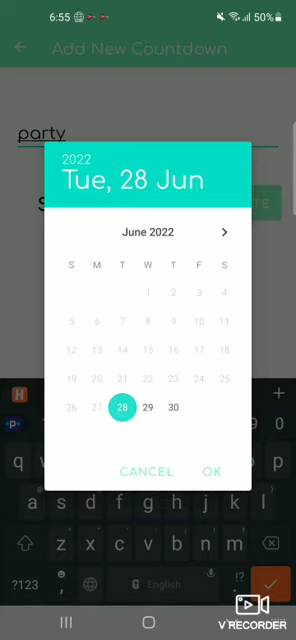 6:55 50%
Add New Countdown
party
2022
Tue, 28 Jun
June 2022
S M T W T F S
1 2 3 4
5 6 7 8 9 10 11
12 13 14 15 16 17 18
19 20 21 22 23 24 25
26 27 28 29 30
CANCEL OK
9 0
q p
a s d f g h j k l
z x c v b n m
?123 , English !?
V RECORDER